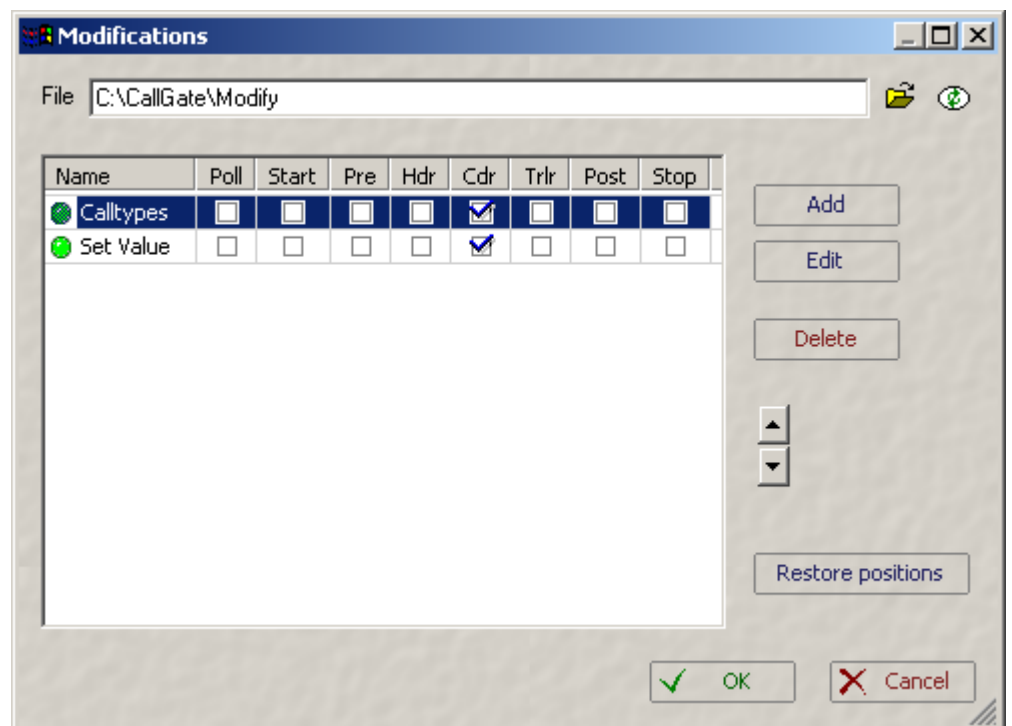 Modifications
File C:\CallGate\Modify
Name Poll Start Pre Hdr Cdr Trlr Post Stop
Calltypes
Set Value
Add
Edit
Delete
Restore positions
OK Cancel